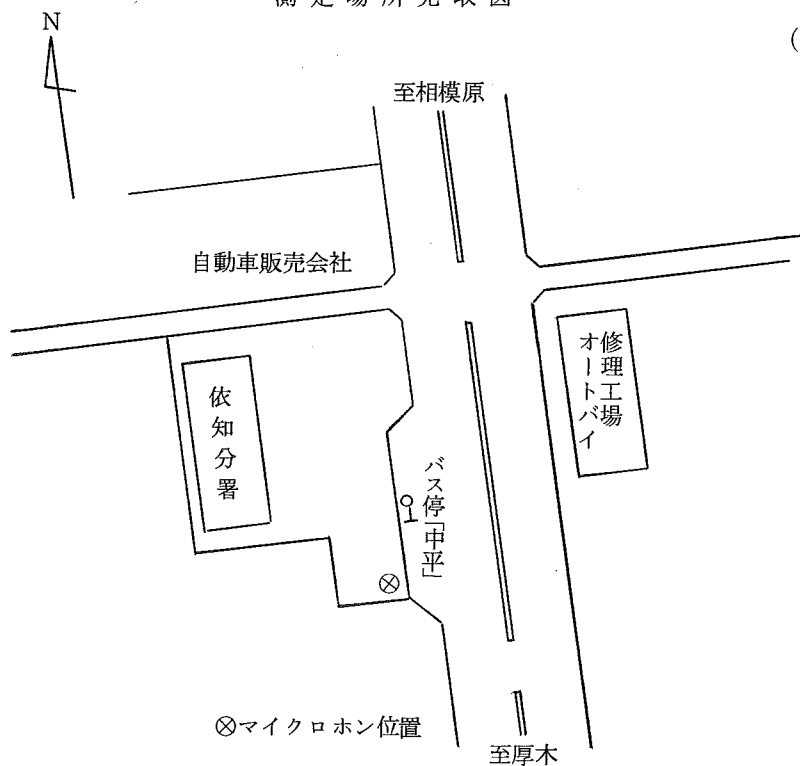 測定場所見取図
(
N
至相模原
自動車販売会社
オートバイ
修理工場
依知分署
バス停「中平」
⊗マイクロホン位置
至厚木